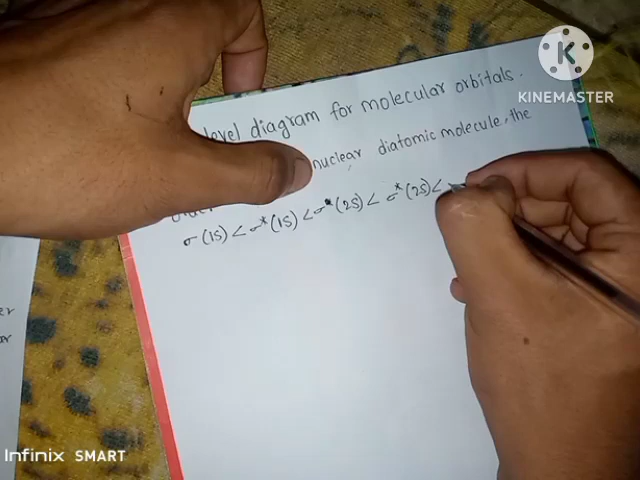 level diagram for molecular orbitals.
nuclear diatomic molecule, the
σ (1S) < σ* (1S) < σ* (2S) < σ* (2S) <
KINEMASTER
Infinix SMART